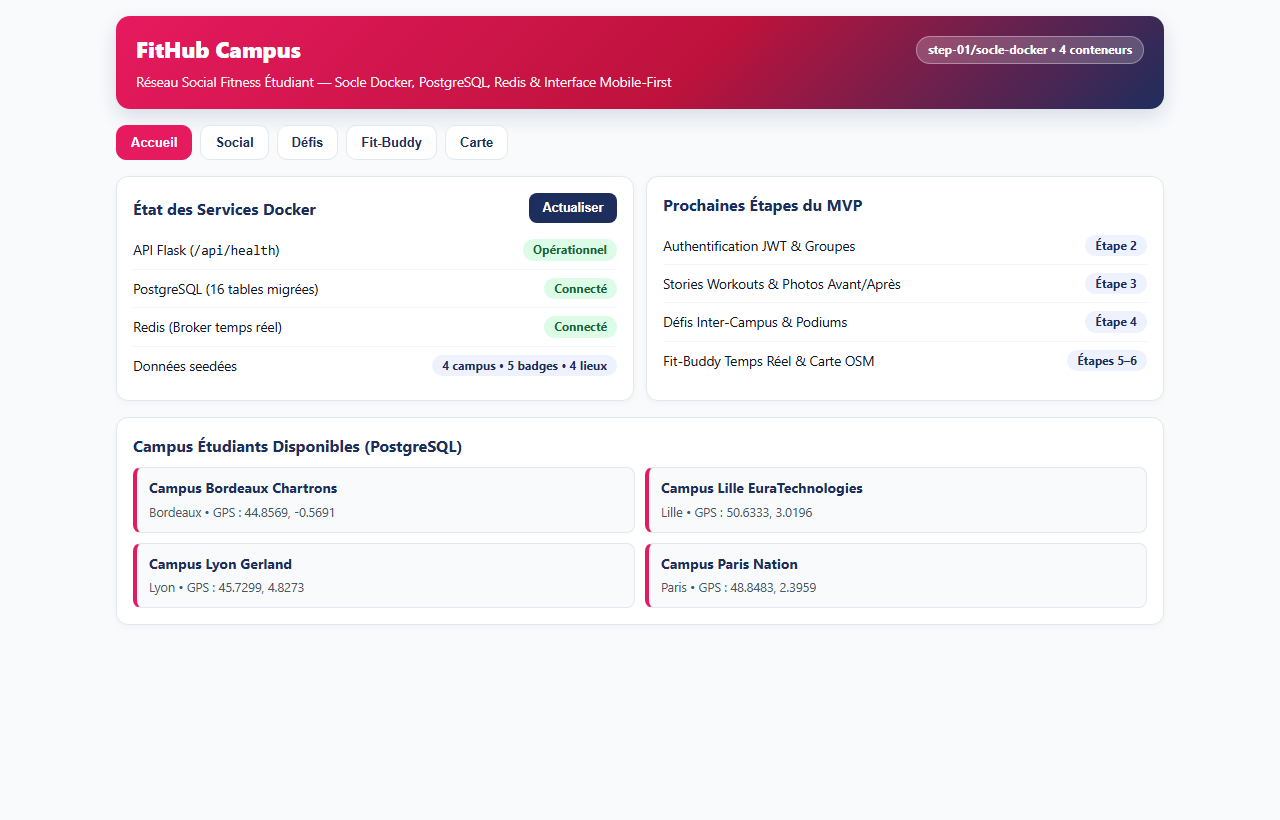 FitHub Campus
step-01/socle-docker • 4 conteneurs
Réseau Social Fitness Étudiant — Socle Docker, PostgreSQL, Redis & Interface Mobile-First
Accueil
Social
Défis
Fit-Buddy
Carte
État des Services Docker
Actualiser
API Flask (/api/health)
Opérationnel
PostgreSQL (16 tables migrées)
Connecté
Redis (Broker temps réel)
Connecté
Données seedées
4 campus • 5 badges • 4 lieux
Prochaines Étapes du MVP
Authentification JWT & Groupes
Étape 2
Stories Workouts & Photos Avant/Après
Étape 3
Défis Inter-Campus & Podiums
Étape 4
Fit-Buddy Temps Réel & Carte OSM
Étapes 5–6
Campus Étudiants Disponibles (PostgreSQL)
Campus Bordeaux Chartrons
Bordeaux • GPS : 44.8569, -0.5691
Campus Lille EuraTechnologies
Lille • GPS : 50.6333, 3.0196
Campus Lyon Gerland
Lyon • GPS : 45.7299, 4.8273
Campus Paris Nation
Paris • GPS : 48.8483, 2.3959